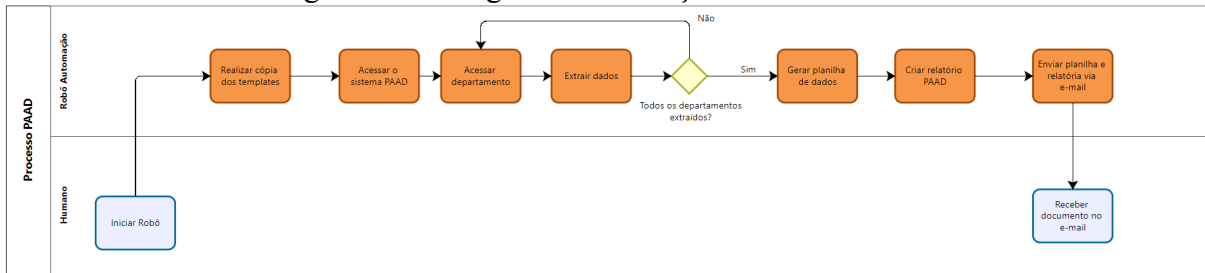 Processo PAAD
Robô Automação
Não
Realizar cópia
dos templates
Acessar o
sistema PAAD
Acessar
departamento
Extrair dados
Sim
Todos os departamentos
extraídos?
Gerar planilha
de dados
Criar relatório
PAAD
Enviar planilha e
relatória via
e-mail
Humano
Iniciar Robô
Receber
documento no
e-mail